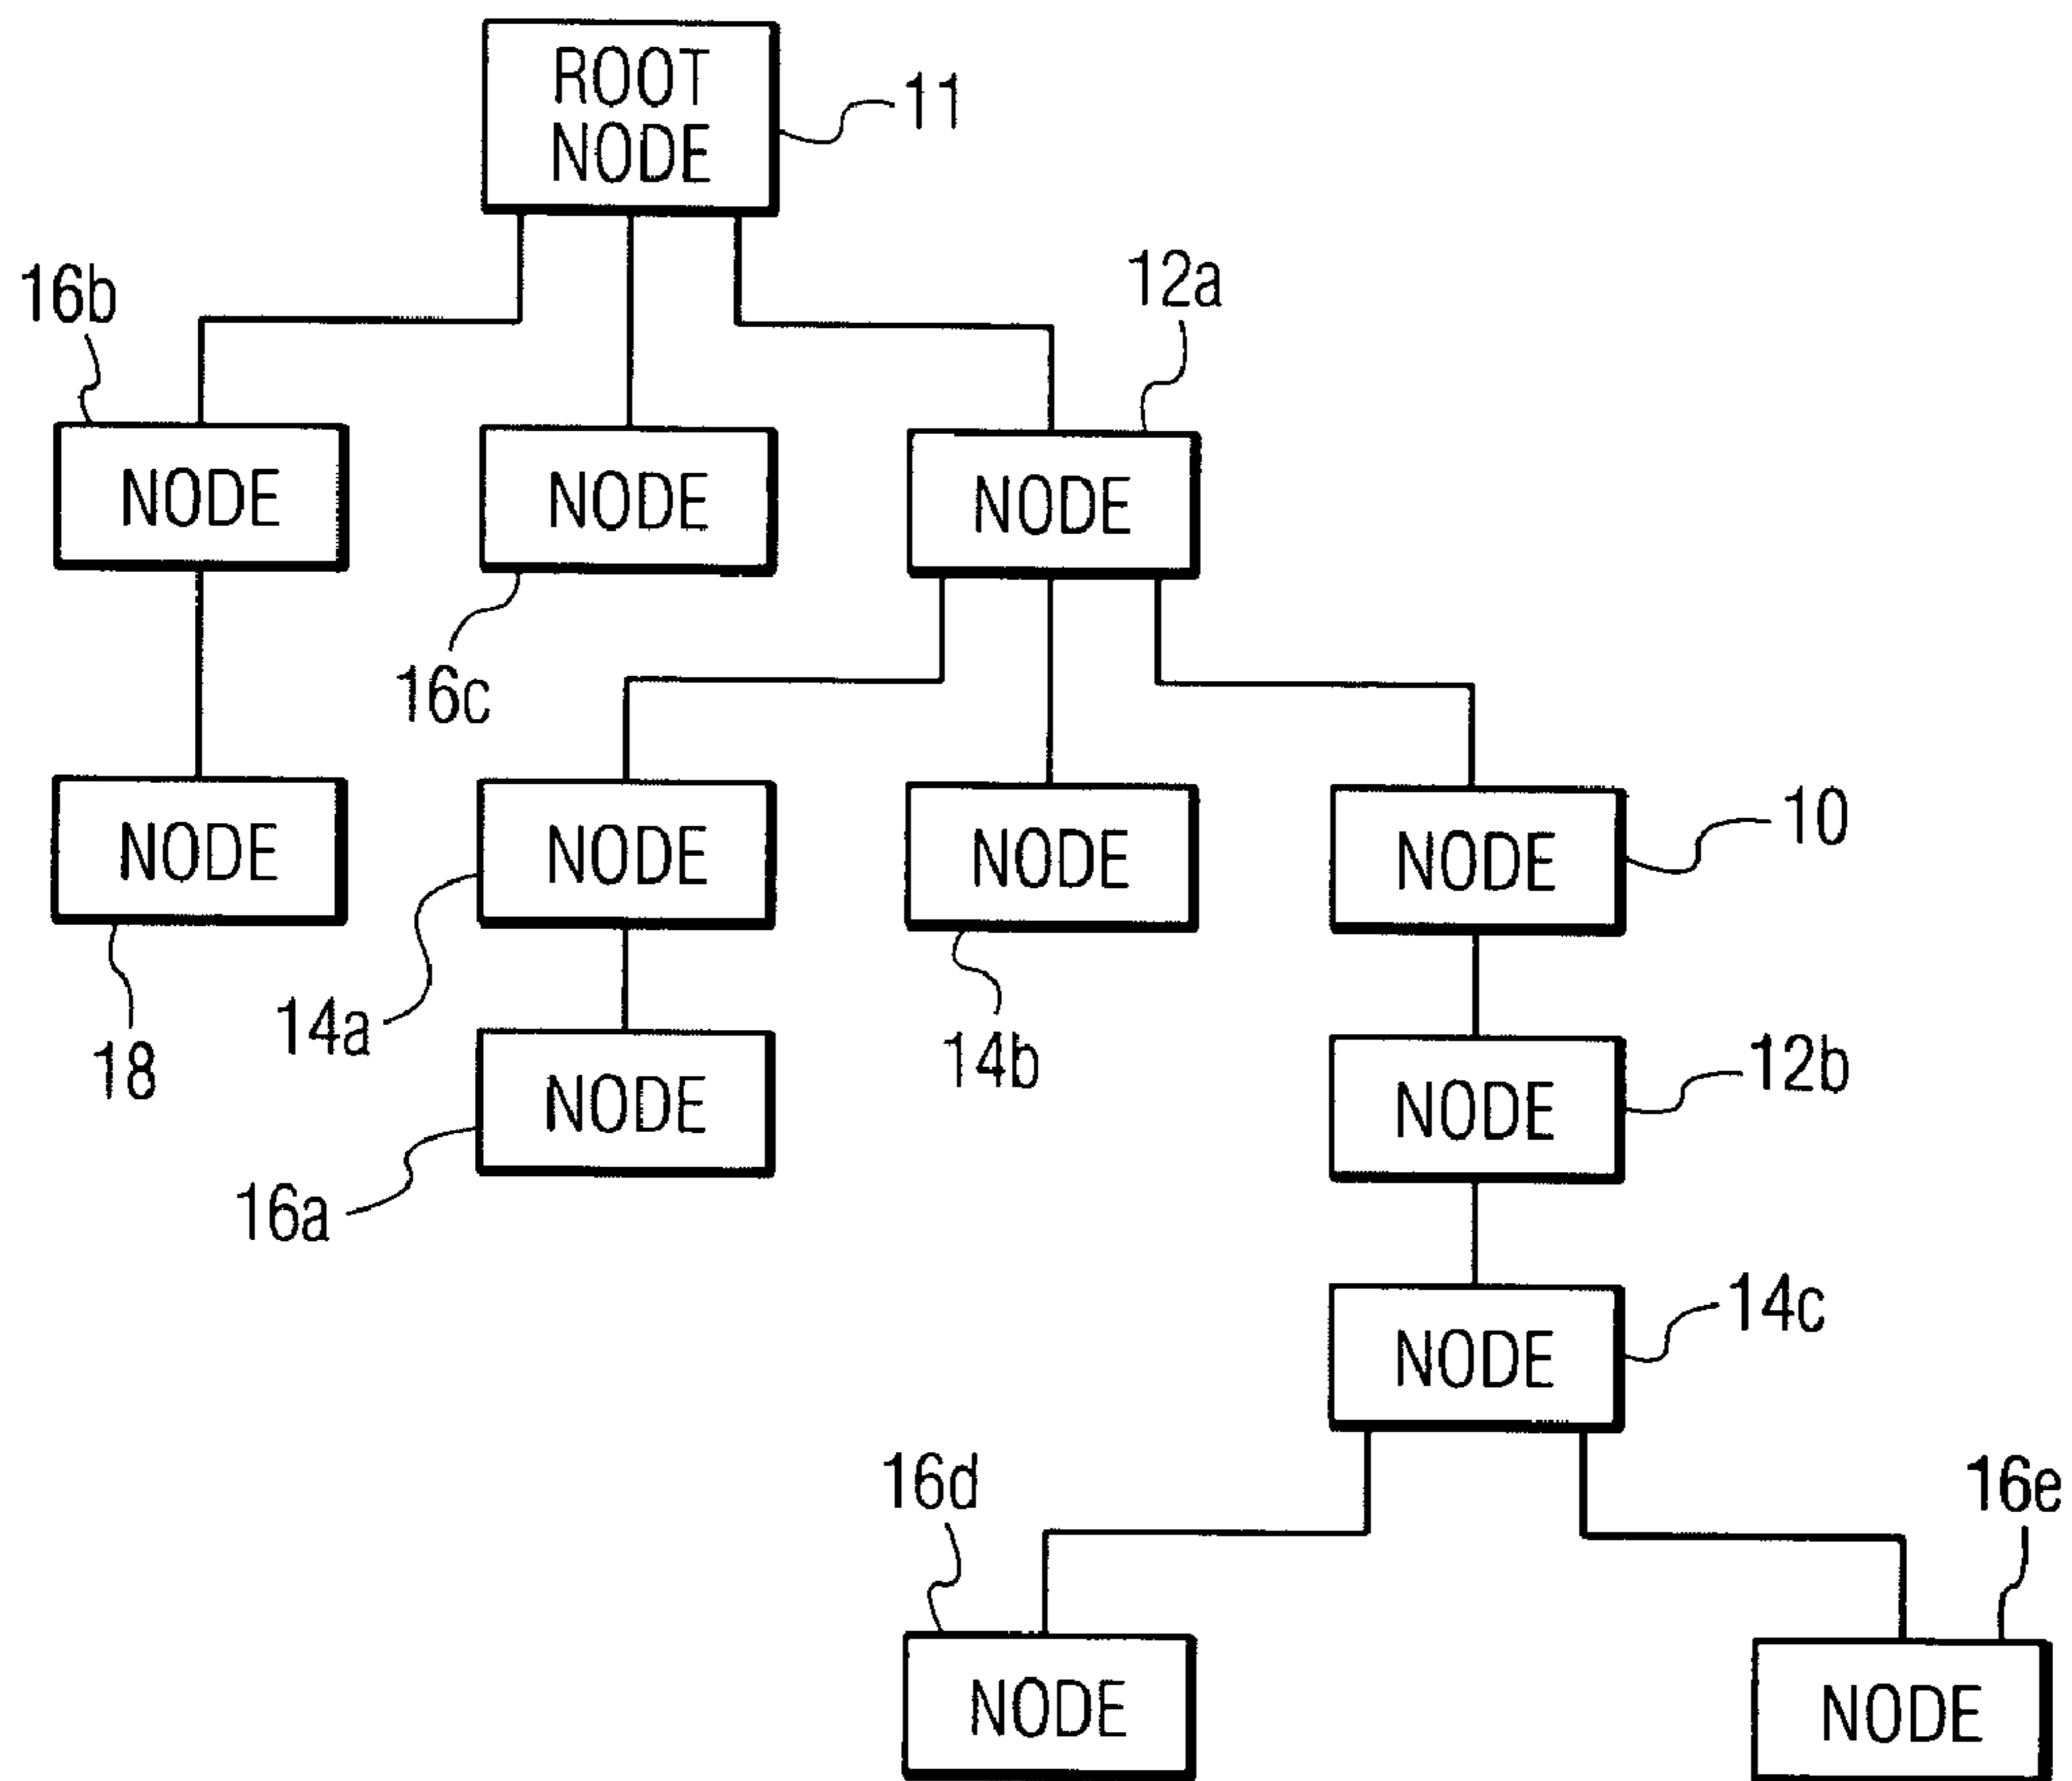 ROOT
NODE
11
16b
12a
NODE
NODE
NODE
16c
NODE
NODE
NODE
NODE
10
18
14a
14b
NODE
NODE
12b
16a
NODE
14c
16d
16e
NODE
NODE